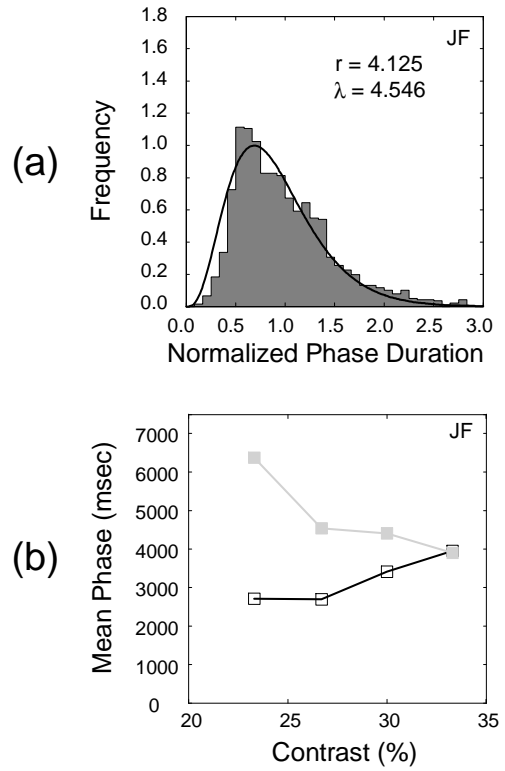 (a)
JF
r = 4.125
λ = 4.546
Frequency
1.8
1.6
1.4
1.2
1.0
0.8
0.6
0.4
0.2
0.0
0.0 0.5 1.0 1.5 2.0 2.5 3.0
Normalized Phase Duration
(b)
JF
Mean Phase (msec)
7000
6000
5000
4000
3000
2000
1000
0
20 25 30 35
Contrast (%)